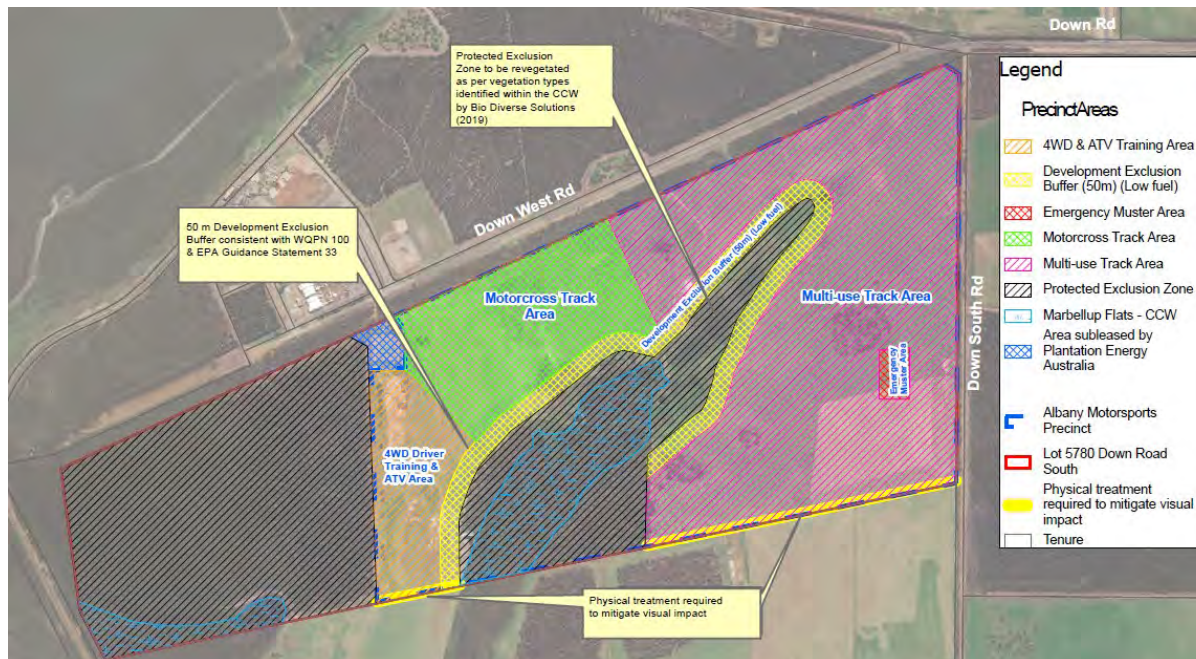 Down Rd
Protected Exclusion
Zone to be revegetated
as per vegetation types
identified within the CCW
by Bio Diverse Solutions
(2019)
50 m Development Exclusion
Buffer consistent with WQPN 100
& EPA Guidance Statement 33
Down West Rd
Motorcross Track
Area
Development Exclusion Buffer (50m) (Low fuel)
Multi-use Track Area
Emergency
Muster Area
Down South Rd
4WD Driver
Training &
ATV Area
Physical treatment required
to mitigate visual impact
Legend
PrecinctAreas
4WD & ATV Training Area
Development Exclusion
Buffer (50m) (Low fuel)
Emergency Muster Area
Motorcross Track Area
Multi-use Track Area
Protected Exclusion Zone
Marbellup Flats - CCW
Area subleased by
Plantation Energy
Australia
Albany Motorsports
Precinct
Lot 5780 Down Road
South
Physical treatment
required to mitigate visual
impact
Tenure